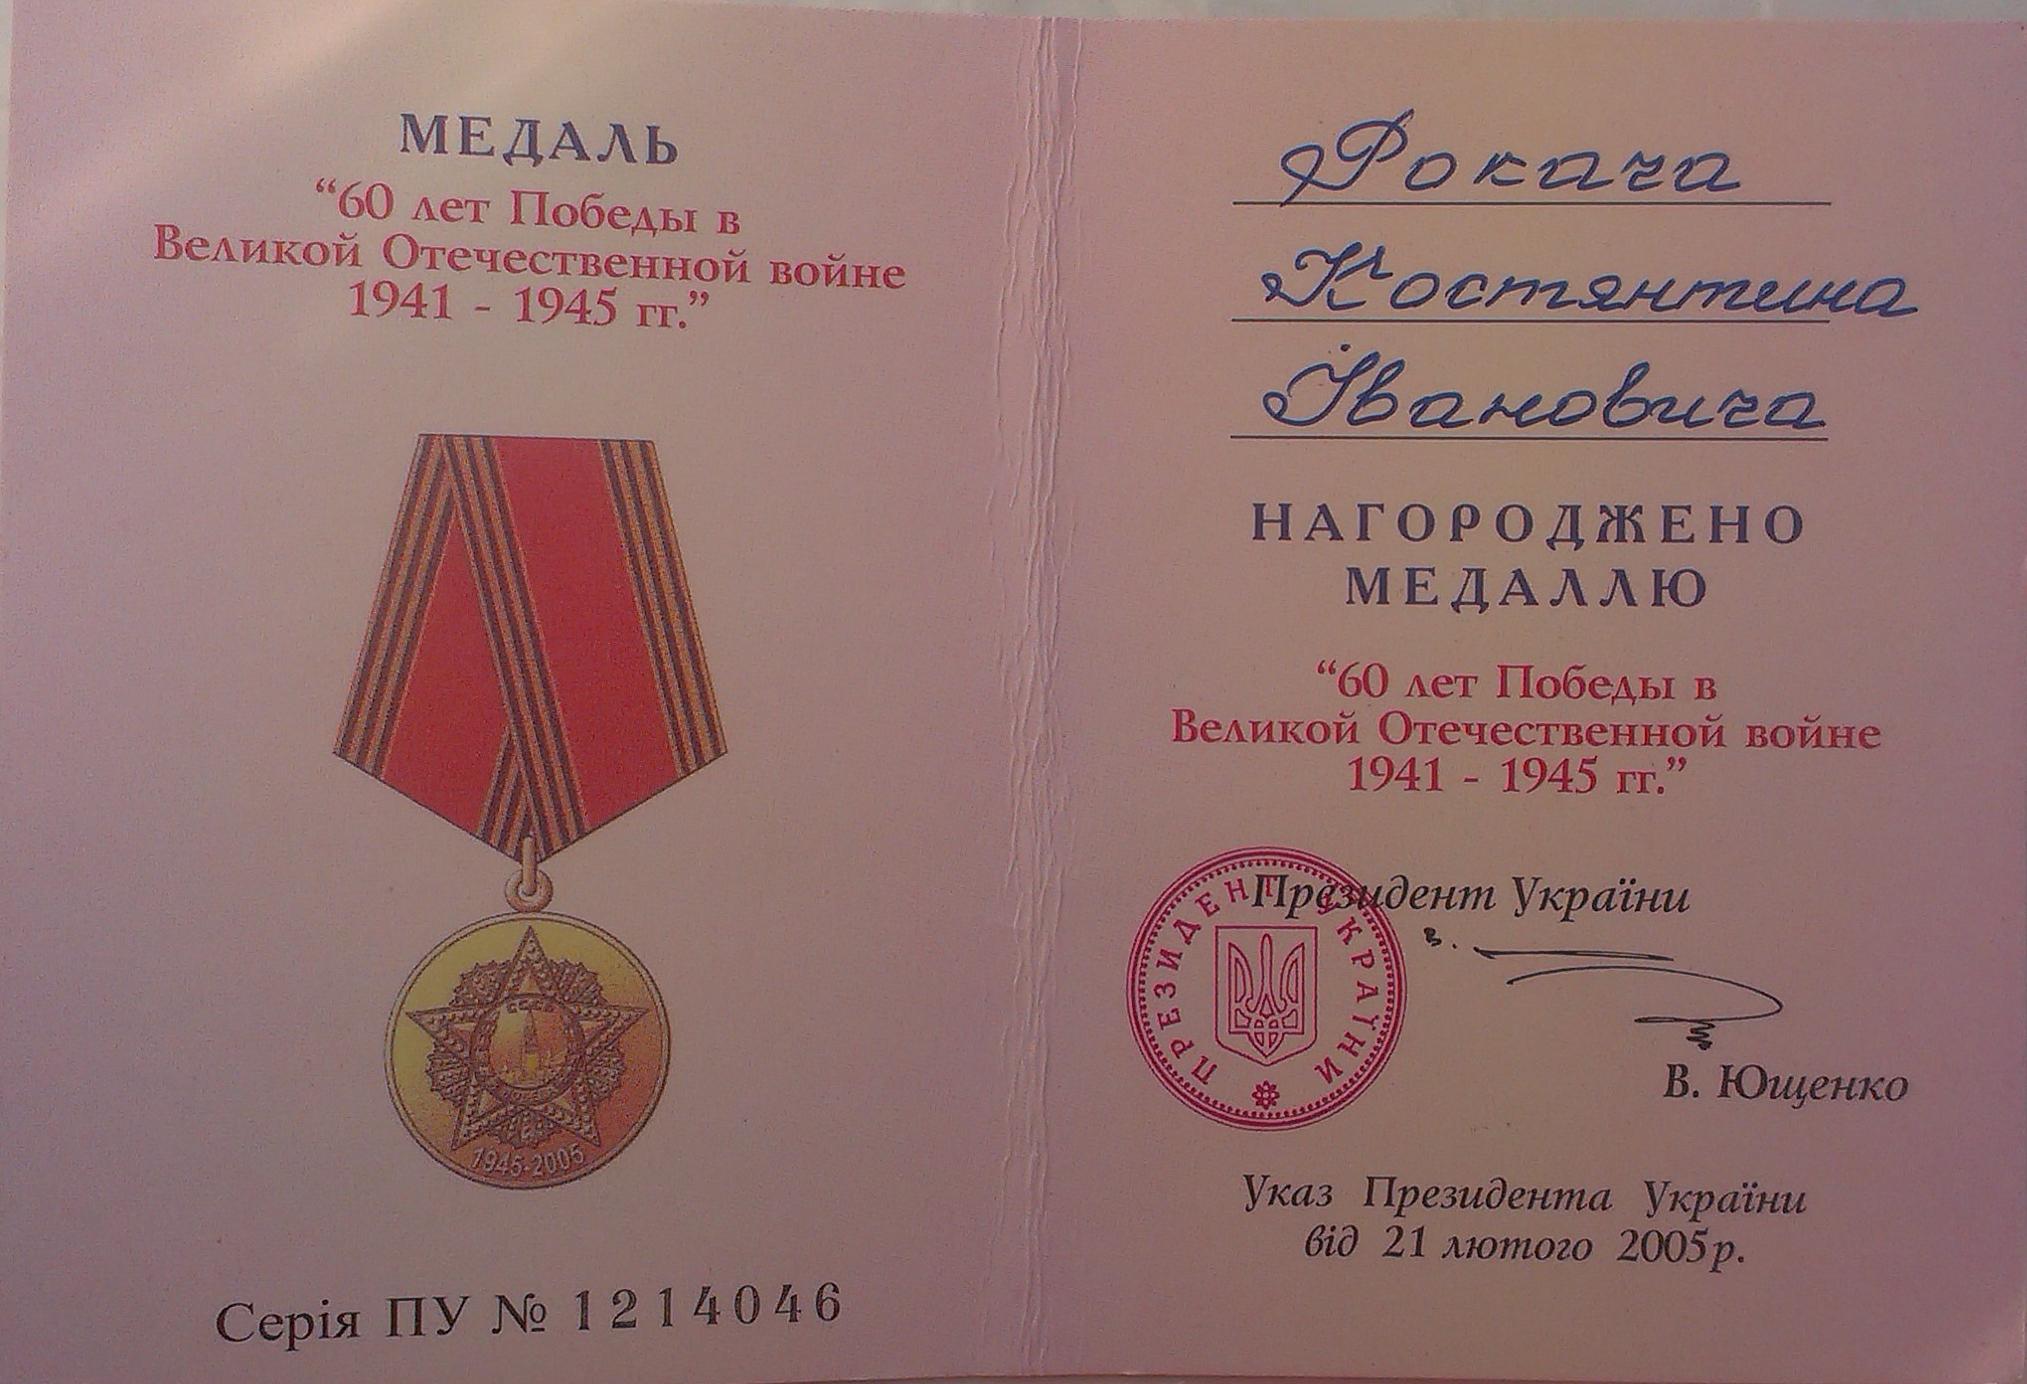 МЕДАЛЬ
“60 лет Победы в
Великой Отечественной войне
1941 - 1945 гг.”
СССР
ПОБЕДА
1945-2005
Серія ПУ № 1214046
Рокача
Костянтина
Івановича
НАГОРОДЖЕНО
МЕДАЛЛЮ
“60 лет Победы в
Великой Отечественной войне
1941 - 1945 гг.”
Президент України
ПРЕЗИДЕНТ УКРАЇНИ
В. Ющенко
Указ Президента України
від 21 лютого 2005р.